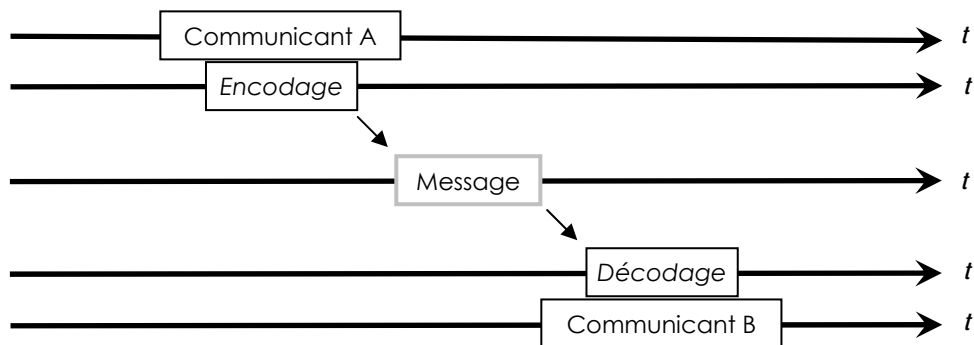 Communicant A t
Encodage t
Message t
Décodage t
Communicant B t